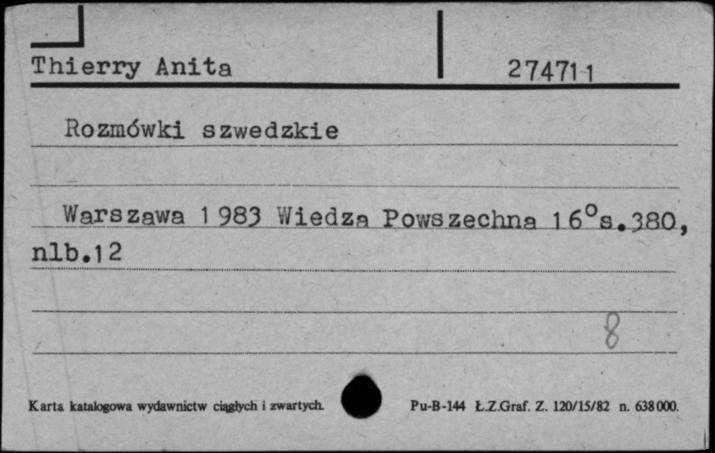 Thierry Anita 274711
Rozmówki szwedzkie
Warszawa 1983 Wiedza Powszechna 16°s.380,
nlb.12
8
Karta katalogowa wydawnictw ciągłych i zwartych. Pu-B-144 Ł.Z.Graf. Z. 120/15/82 n. 638000.